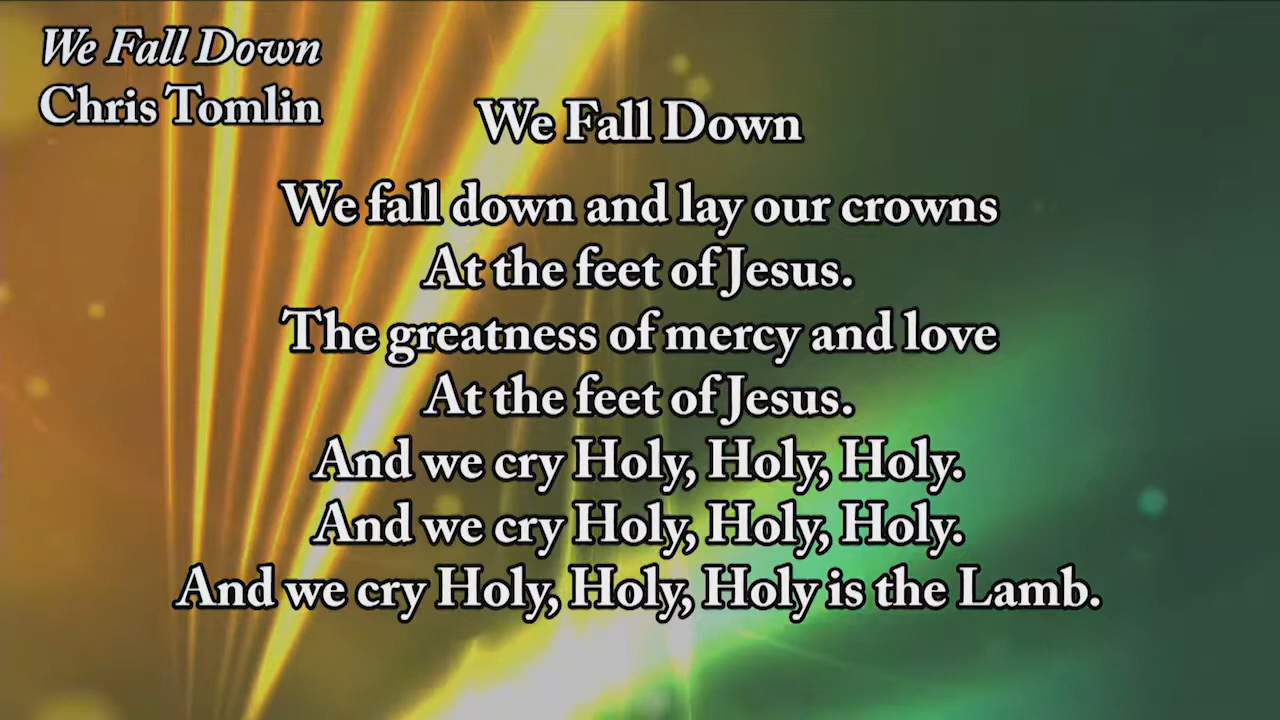 We Fall Down
Chris Tomlin
We Fall Down
We fall down and lay our crowns
At the feet of Jesus.
The greatness of mercy and love
At the feet of Jesus.
And we cry Holy, Holy, Holy.
And we cry Holy, Holy, Holy.
And we cry Holy, Holy, Holy is the Lamb.